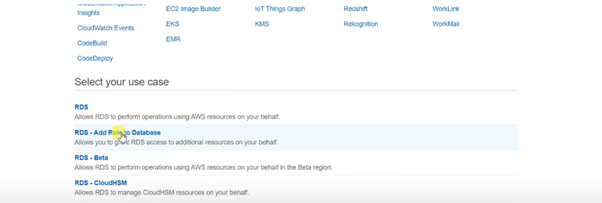 CloudWatch Application
Insights
EC2 Image Builder
IoT Things Graph
Redshift
WorkLink
CloudWatch Events
EKS
KMS
Rekognition
WorkMail
CodeBuild
EMR
CodeDeploy
Select your use case
RDS
Allows RDS to perform operations using AWS resources on your behalf.
RDS - Add Role to Database
Allows you to grant RDS access to additional resources on your behalf.
RDS - Beta
Allows RDS to perform operations using AWS resources on your behalf in the Beta region.
RDS - CloudHSM
Allows RDS to manage CloudHSM resources on your behalf.